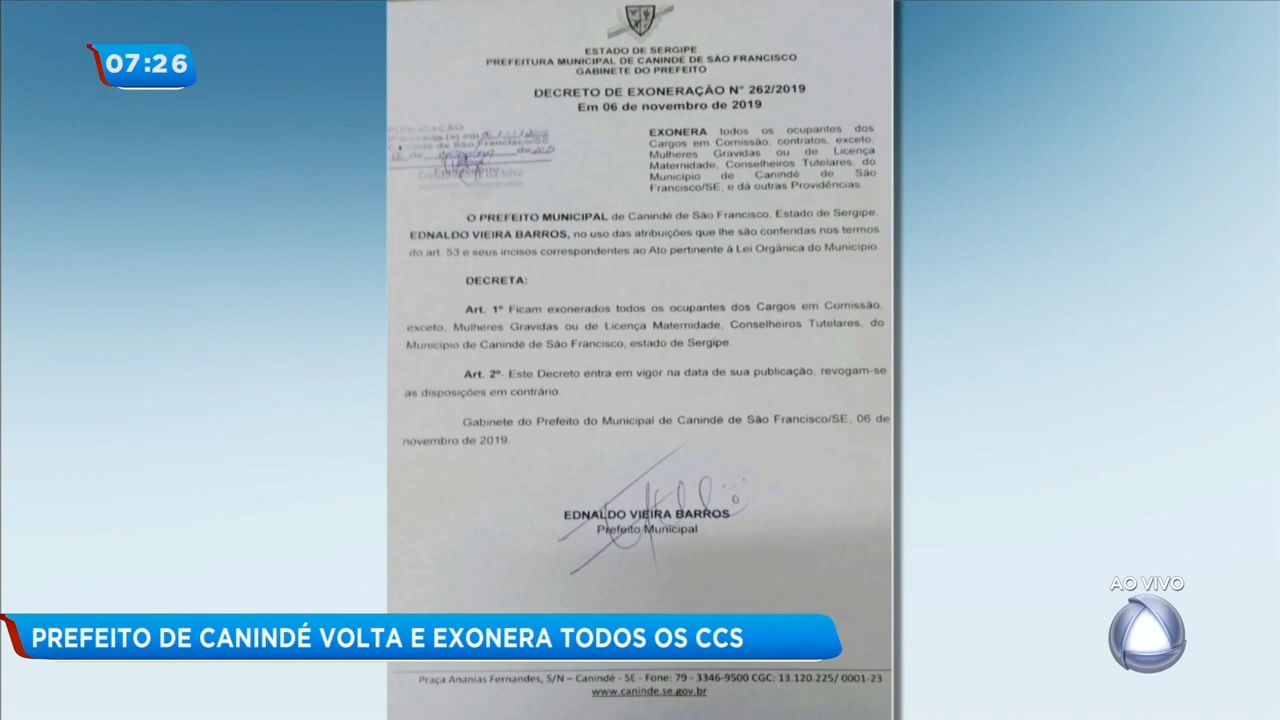 07:26
ESTADO DE SERGIPE
PREFEITURA MUNICIPAL DE CANINDÉ DE SÃO FRANCISCO
GABINETE DO PREFEITO
DECRETO DE EXONERAÇÃO N° 262/2019
Em 06 de novembro de 2019
PUBLICAÇÃO
de São Francisco/SE
EXONERA todos os ocupantes dos
Cargos em Comissão, contratos, exceto,
Mulheres Gravidas ou de Licença
Maternidade, Conselheiros Tutelares, do
Município de Canindé de São
Francisco/SE, e dá outras Providências.
O PREFEITO MUNICIPAL de Canindé de São Francisco, Estado de Sergipe,
EDNALDO VIEIRA BARROS, no uso das atribuições que lhe são conferidas nos termos
do art. 53 e seus incisos correspondentes ao Ato pertinente à Lei Orgânica do Município.
DECRETA:
Art. 1º Ficam exonerados todos os ocupantes dos Cargos em Comissão,
exceto, Mulheres Gravidas ou de Licença Maternidade, Conselheiros Tutelares, do
Município de Canindé de São Francisco, estado de Sergipe.
Art. 2º- Este Decreto entra em vigor na data de sua publicação, revogam-se
as disposições em contrário.
Gabinete do Prefeito do Municipal de Canindé de São Francisco/SE, 06 de
novembro de 2019.
EDNALDO VIEIRA BARROS
Prefeito Municipal
AO VIVO
PREFEITO DE CANINDÉ VOLTA E EXONERA TODOS OS CCS
Praça Ananias Fernandes, S/N – Canindé - SE - Fone: 79 - 3346-9500 CGC: 13.120.225/ 0001-23
www.caninde.se.gov.br